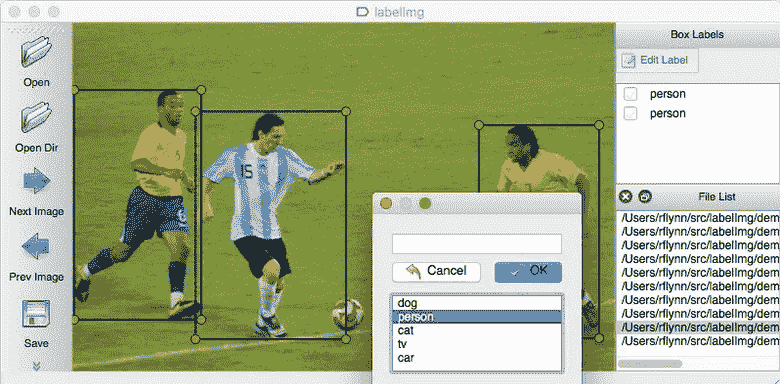 labelImg
Open
Open Dir
Next Image
Prev Image
Save
15
Box Labels
Edit Label
person
person
File List
/Users/rflynn/src/labelImg/dem
/Users/rflynn/src/labelImg/dem
/Users/rflynn/src/labelImg/dem
/Users/rflynn/src/labelImg/dem
/Users/rflynn/src/labelImg/dem
/Users/rflynn/src/labelImg/dem
/Users/rflynn/src/labelImg/dem
/Users/rflynn/src/labelImg/dem
/Users/rflynn/src/labelImg/dem
/Users/rflynn/src/labelImg/dem
Cancel
OK
dog
person
cat
tv
car